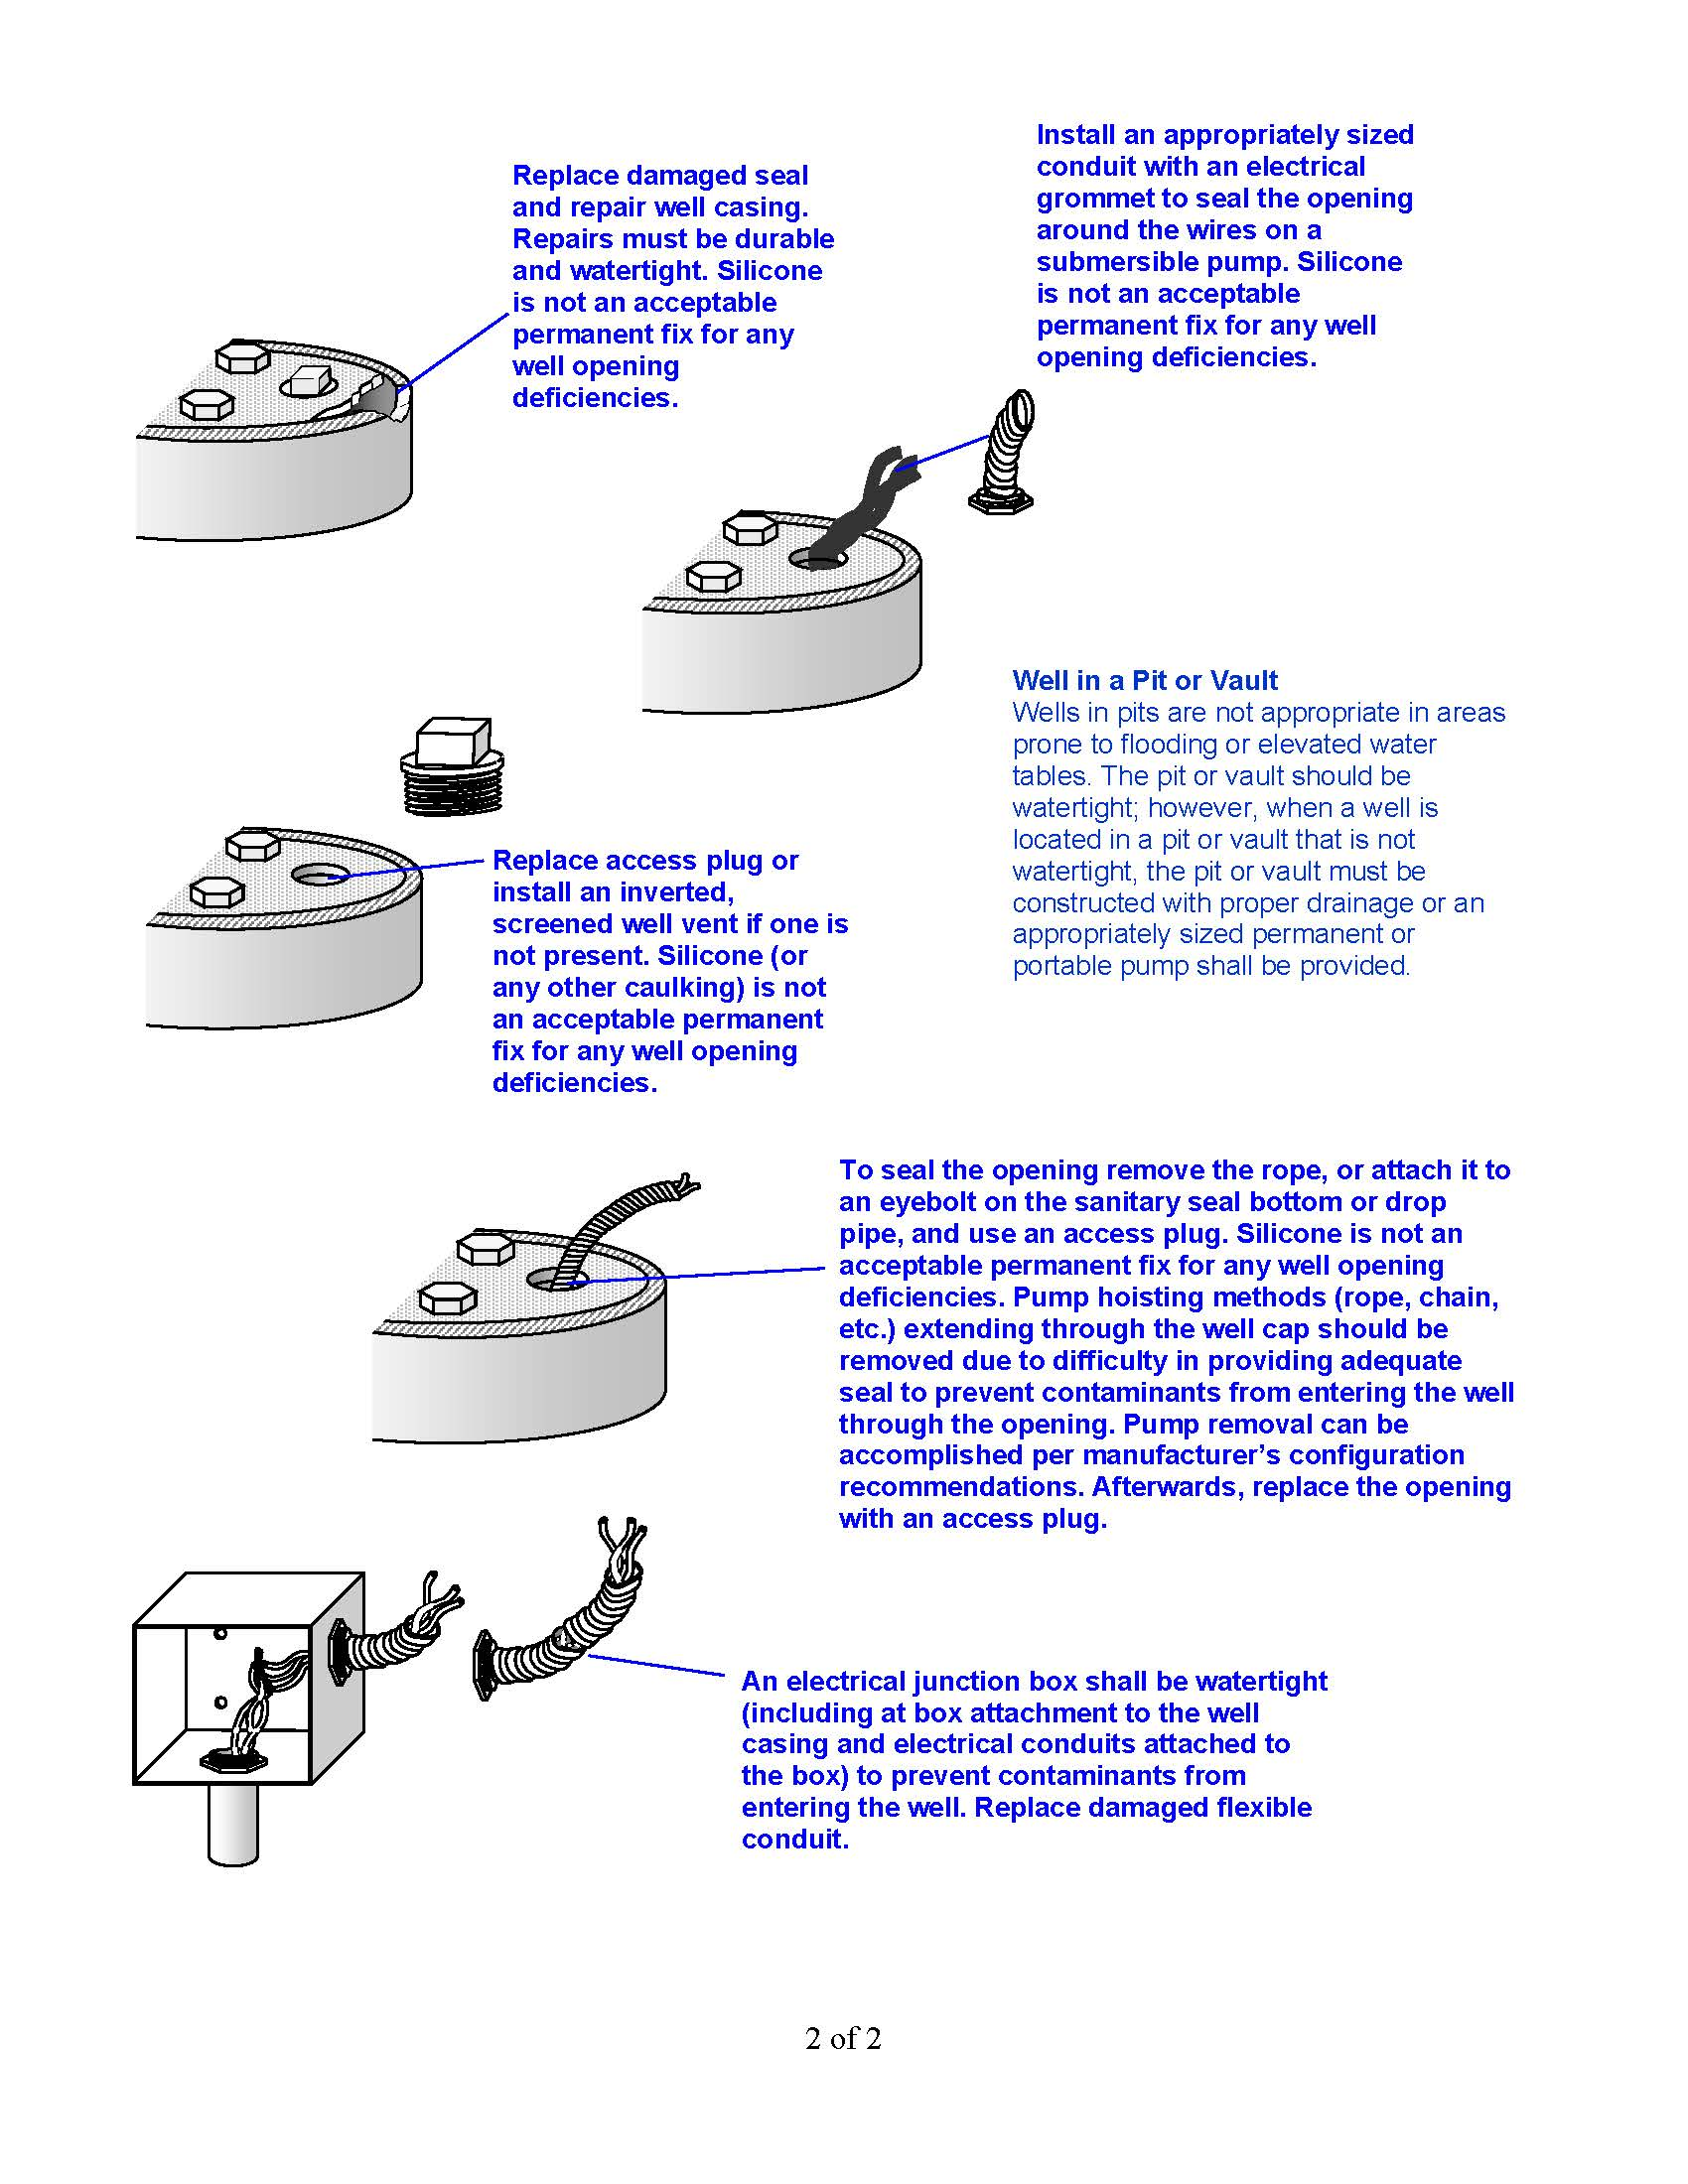 Replace damaged seal
and repair well casing.
Repairs must be durable
and watertight. Silicone
is not an acceptable
permanent fix for any
well opening
deficiencies.
Install an appropriately sized
conduit with an electrical
grommet to seal the opening
around the wires on a
submersible pump. Silicone
is not an acceptable
permanent fix for any well
opening deficiencies.
Well in a Pit or Vault
Wells in pits are not appropriate in areas
prone to flooding or elevated water
tables. The pit or vault should be
watertight; however, when a well is
located in a pit or vault that is not
watertight, the pit or vault must be
constructed with proper drainage or an
appropriately sized permanent or
portable pump shall be provided.
Replace access plug or
install an inverted,
screened well vent if one is
not present. Silicone (or
any other caulking) is not
an acceptable permanent
fix for any well opening
deficiencies.
To seal the opening remove the rope, or attach it to
an eyebolt on the sanitary seal bottom or drop
pipe, and use an access plug. Silicone is not an
acceptable permanent fix for any well opening
deficiencies. Pump hoisting methods (rope, chain,
etc.) extending through the well cap should be
removed due to difficulty in providing adequate
seal to prevent contaminants from entering the well
through the opening. Pump removal can be
accomplished per manufacturer’s configuration
recommendations. Afterwards, replace the opening
with an access plug.
An electrical junction box shall be watertight
(including at box attachment to the well
casing and electrical conduits attached to
the box) to prevent contaminants from
entering the well. Replace damaged flexible
conduit.
2 of 2